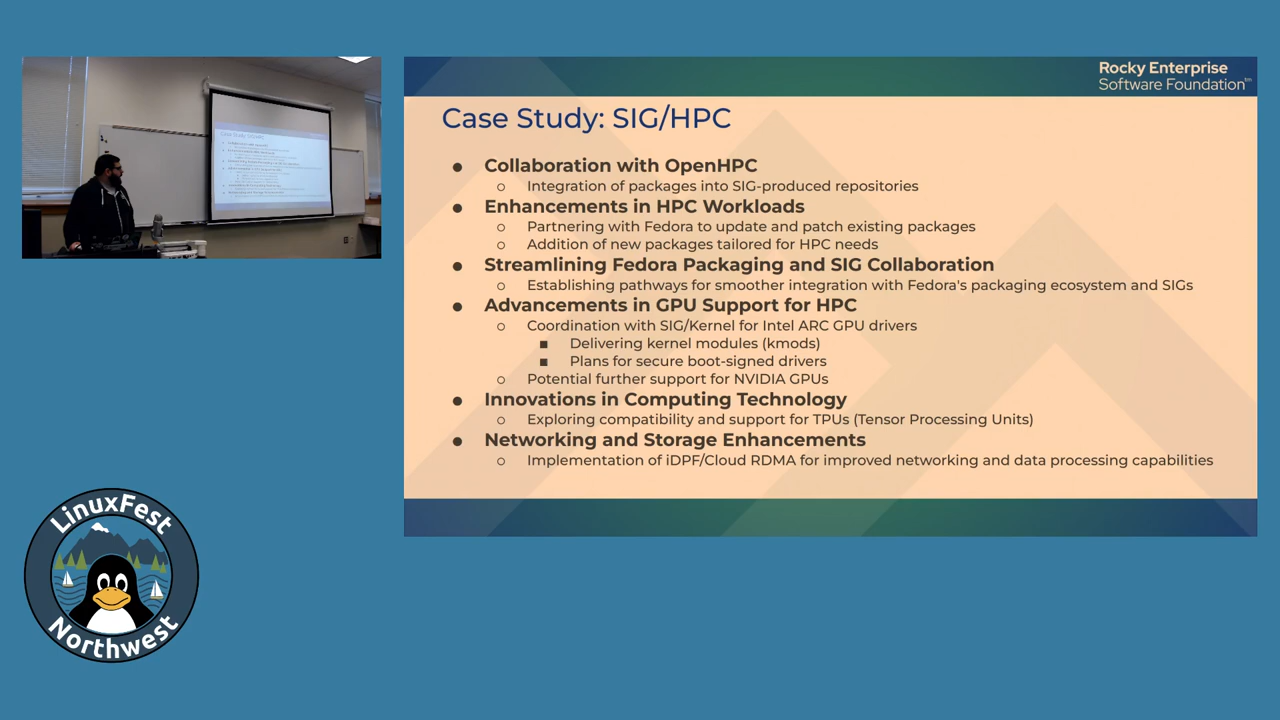 Rocky Enterprise
Software Foundation™
Case Study: SIG/HPC
● Collaboration with OpenHPC
○ Integration of packages into SIG-produced repositories
● Enhancements in HPC Workloads
○ Partnering with Fedora to update and patch existing packages
○ Addition of new packages tailored for HPC needs
● Streamlining Fedora Packaging and SIG Collaboration
○ Establishing pathways for smoother integration with Fedora's packaging ecosystem and SIGs
● Advancements in GPU Support for HPC
○ Coordination with SIG/Kernel for Intel ARC GPU drivers
■ Delivering kernel modules (kmods)
■ Plans for secure boot-signed drivers
○ Potential further support for NVIDIA GPUs
● Innovations in Computing Technology
○ Exploring compatibility and support for TPUs (Tensor Processing Units)
● Networking and Storage Enhancements
○ Implementation of iDPF/Cloud RDMA for improved networking and data processing capabilities
LinuxFest
Northwest